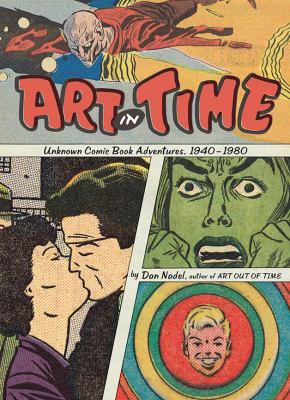 ART IN TIME
Unknown Comic Book Adventures, 1940–1980
by Dan Nadel, author of ART OUT OF TIME